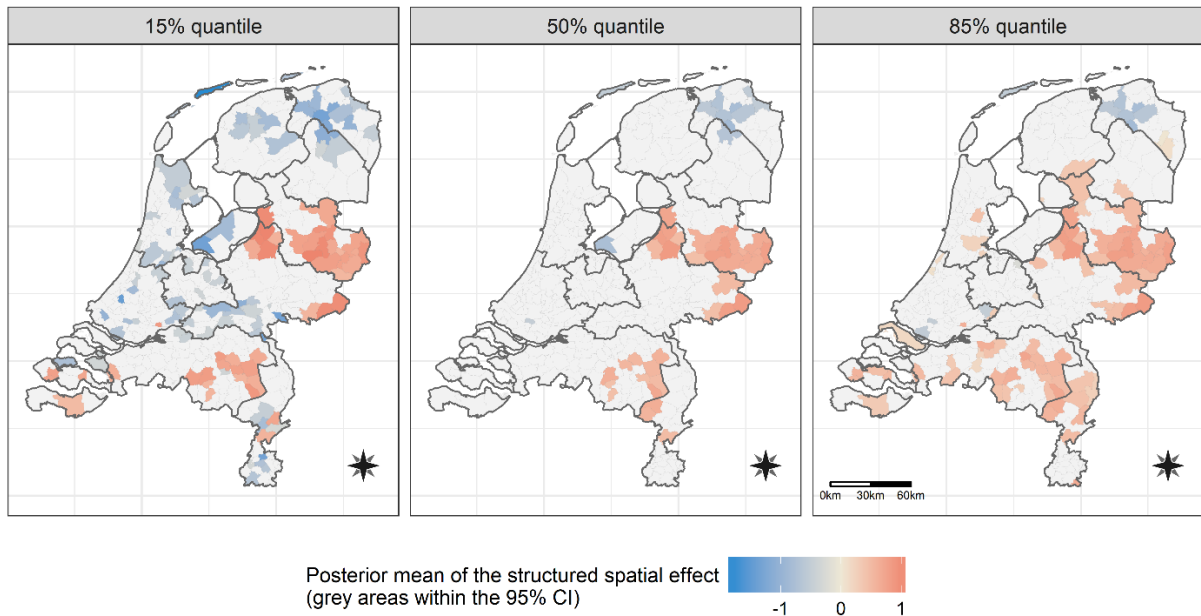 15% quantile
50% quantile
85% quantile
0km 30km 60km
Posterior mean of the structured spatial effect
(grey areas within the 95% CI)
-1 0 1